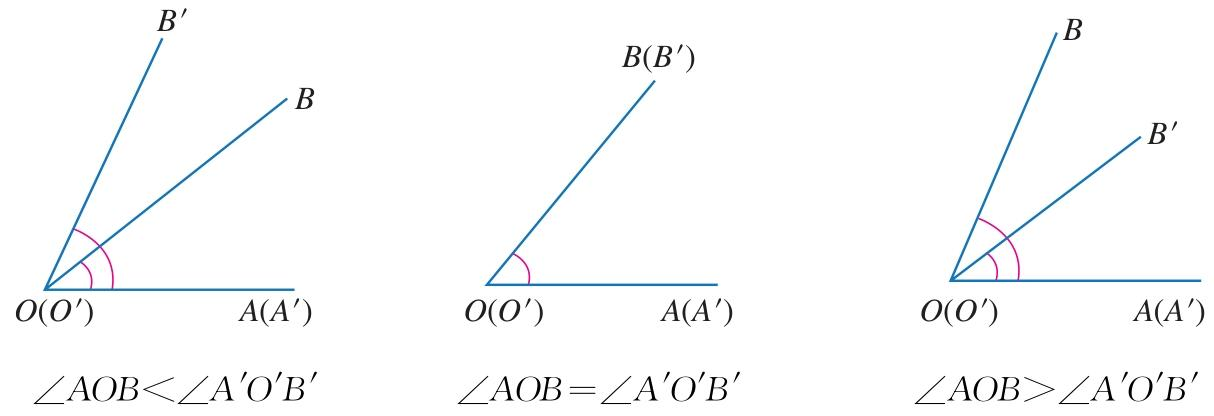 B′
B
O(O′)
A(A′)
∠AOB<∠A′O′B′
B(B′)
O(O′)
A(A′)
∠AOB=∠A′O′B′
B
B′
O(O′)
A(A′)
∠AOB>∠A′O′B′